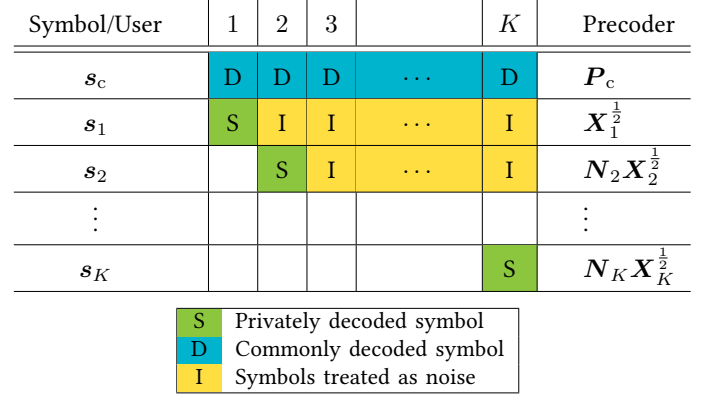 Symbol/User 1 2 3 K Precoder
s_c D D D ⋯ D P_c
s_1 S I I ⋯ I X_1^{1/2}
s_2 S I ⋯ I N_2 X_2^{1/2}
⋮ ⋮
s_K S N_K X_K^{1/2}
S Privately decoded symbol
D Commonly decoded symbol
I Symbols treated as noise